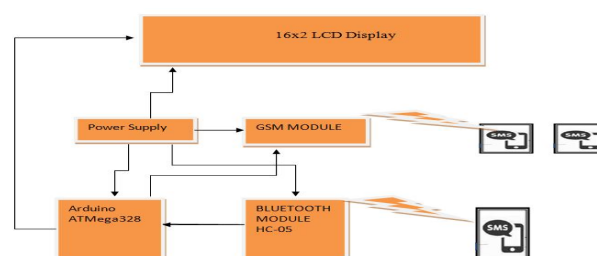 16x2 LCD Display
Power Supply
GSM MODULE
SMS
SMS
Arduino
ATMega328
BLUETOOTH
MODULE
HC-05
SMS